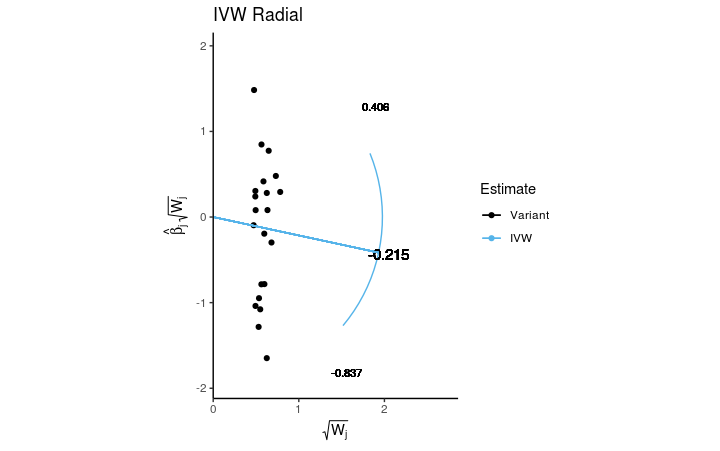 IVW Radial
2
1
0
-1
-2
β̂ⱼ√Wⱼ
0.406
-0.215
-0.837
0
1
2
√Wⱼ
Estimate
Variant
IVW